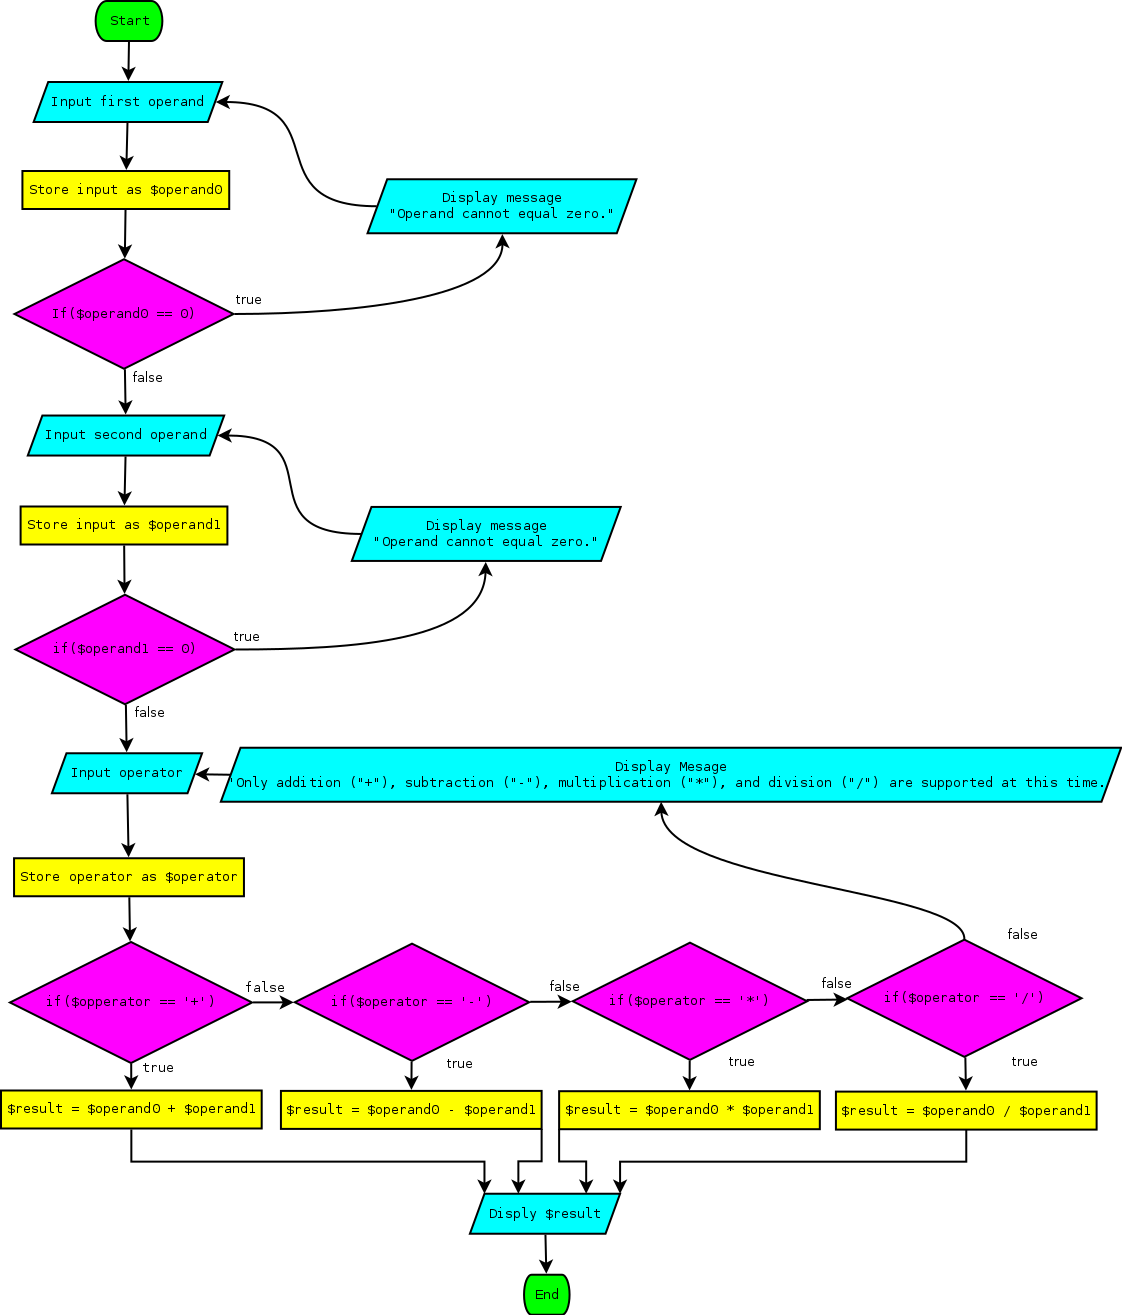 Start
Input first operand
Store input as $operand0
Display message
"Operand cannot equal zero."
If($operand0 == 0)
true
false
Input second operand
Store input as $operand1
Display message
"Operand cannot equal zero."
if($operand1 == 0)
true
false
Input operator
Display Mesage
"Only addition ("+"), subtraction ("-"), multiplication ("*"), and division ("/") are supported at this time.
Store operator as $operator
if($opperator == '+')
false
if($operator == '-')
false
if($operator == '*')
false
if($operator == '/')
false
true
true
true
true
$result = $operand0 + $operand1
$result = $operand0 - $operand1
$result = $operand0 * $operand1
$result = $operand0 / $operand1
Disply $result
End